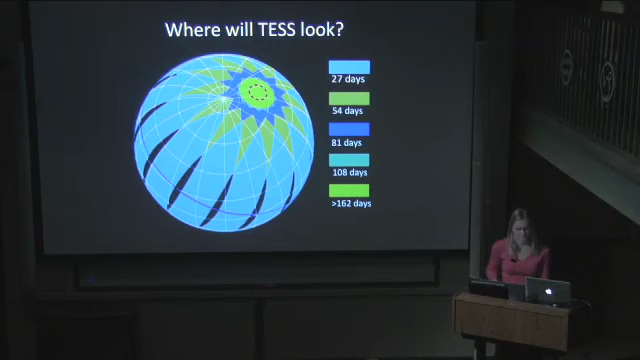 Where will TESS look?
27 days
54 days
81 days
108 days
>162 days